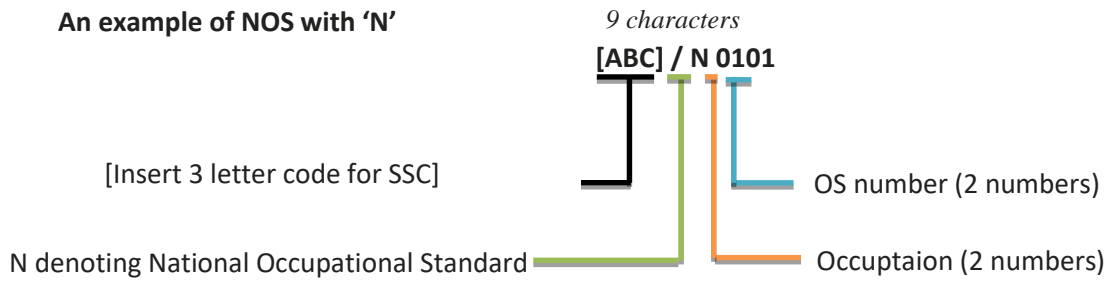 An example of NOS with ‘N’
9 characters
[ABC] / N 0101
[Insert 3 letter code for SSC]
OS number (2 numbers)
N denoting National Occupational Standard
Occuptaion (2 numbers)